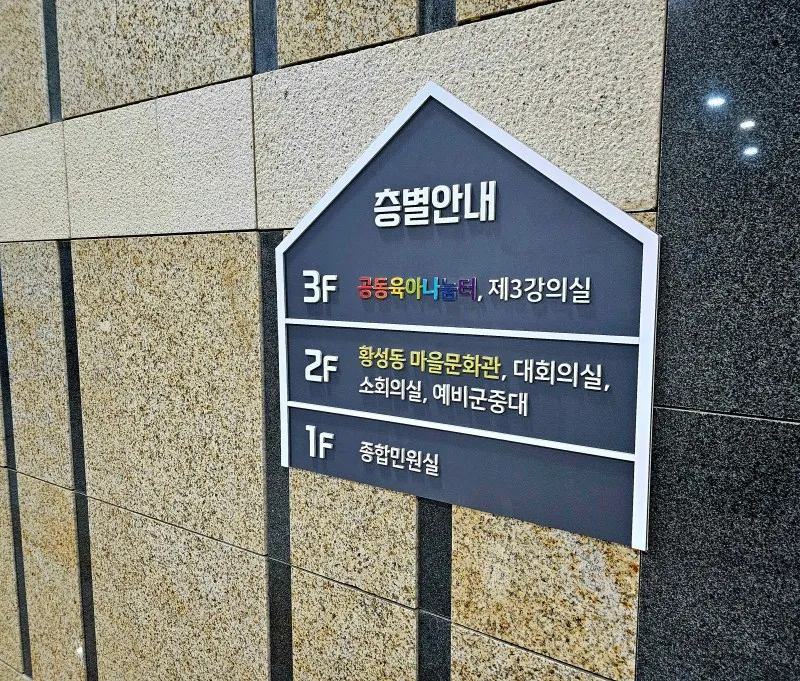 층별안내
3F 공동육아나눔터, 제3강의실
2F 황성동 마을문화관, 대회의실,
소회의실, 예비군중대
1F 종합민원실